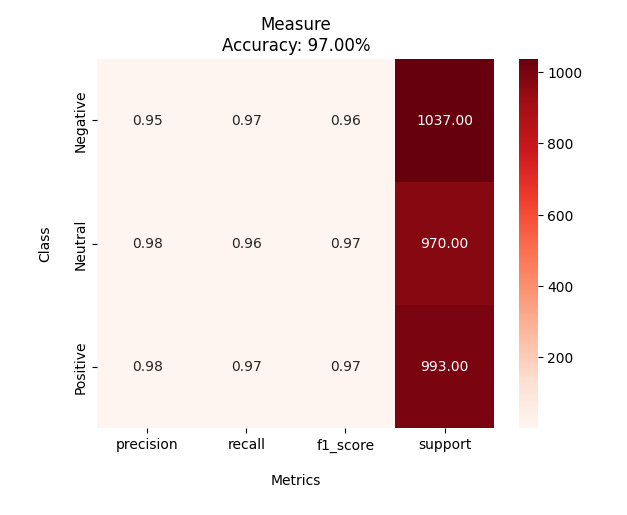 Measure
Accuracy: 97.00%
Class
Negative 0.95 0.97 0.96 1037.00
Neutral 0.98 0.96 0.97 970.00
Positive 0.98 0.97 0.97 993.00
precision recall f1_score support
Metrics
1000
800
600
400
200